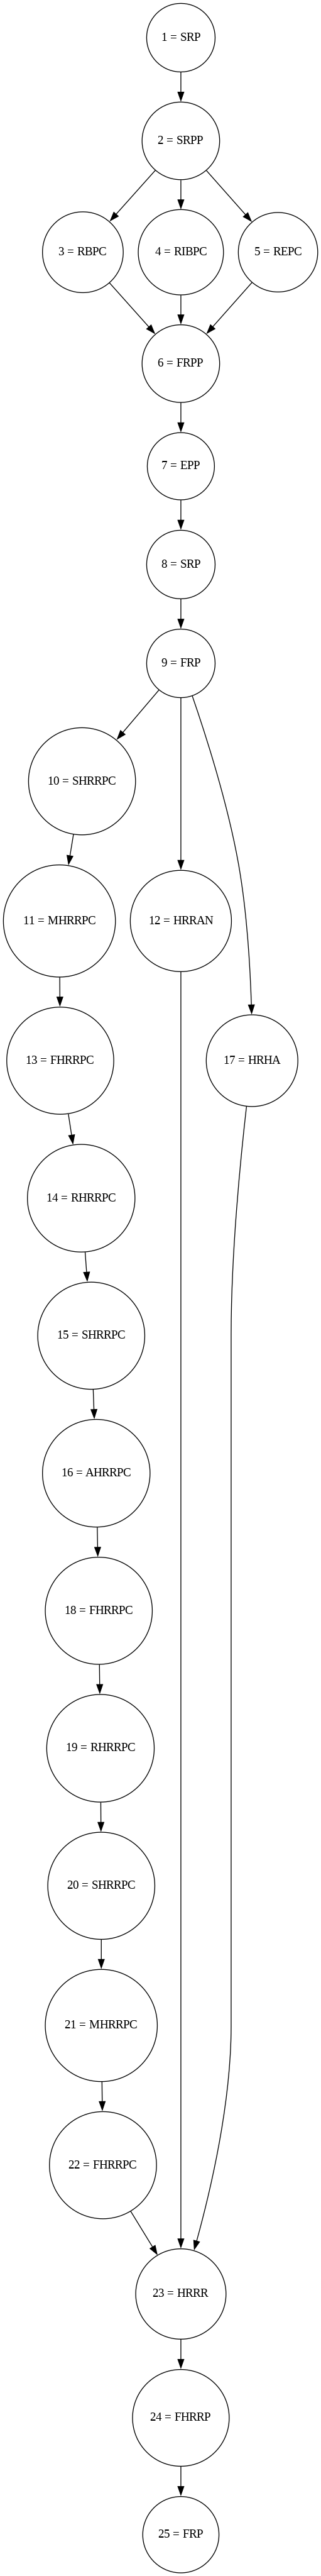 1 = SRP
2 = SRPP
3 = RBPC
4 = RIBPC
5 = REPC
6 = FRPP
7 = EPP
8 = SRP
9 = FRP
10 = SHRRPC
11 = MHRRPC
12 = HRRAN
13 = FHRRPC
17 = HRHA
14 = RHRRPC
15 = SHRRPC
16 = AHRRPC
18 = FHRRPC
19 = RHRRPC
20 = SHRRPC
21 = MHRRPC
22 = FHRRPC
23 = HRRR
24 = FHRRP
25 = FRP